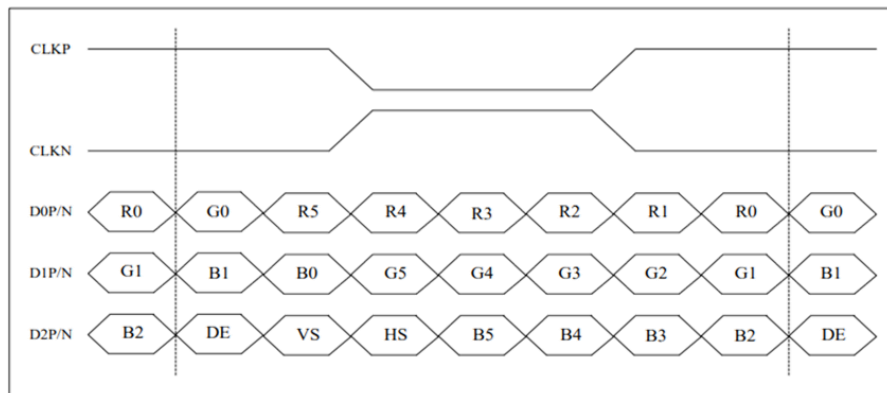 CLKP
CLKN
D0P/N R0 G0 R5 R4 R3 R2 R1 R0 G0
D1P/N G1 B1 B0 G5 G4 G3 G2 G1 B1
D2P/N B2 DE VS HS B5 B4 B3 B2 DE